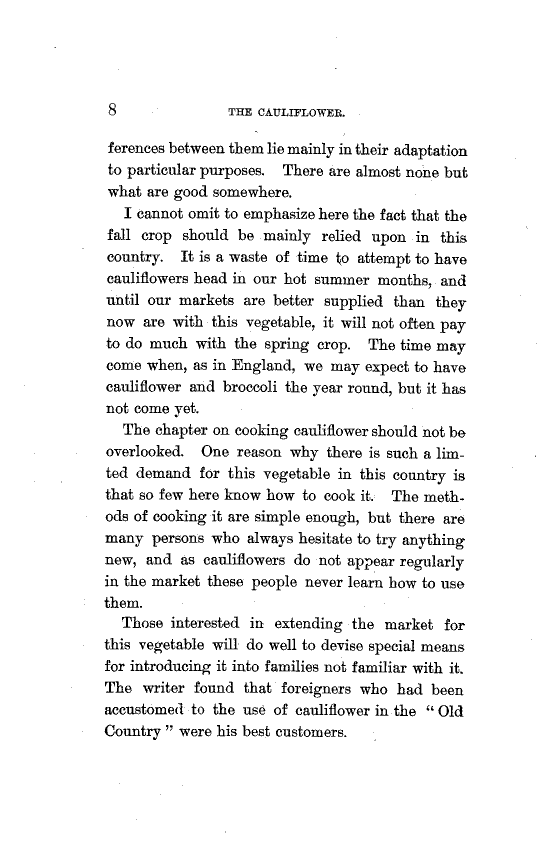 8 THE CAULIFLOWER.
ferences between them lie mainly in their adaptation
to particular purposes. There are almost none but
what are good somewhere.
I cannot omit to emphasize here the fact that the
fall crop should be mainly relied upon in this
country. It is a waste of time to attempt to have
cauliflowers head in our hot summer months, and
until our markets are better supplied than they
now are with this vegetable, it will not often pay
to do much with the spring crop. The time may
come when, as in England, we may expect to have
cauliflower and broccoli the year round, but it has
not come yet.
The chapter on cooking cauliflower should not be
overlooked. One reason why there is such a lim-
ted demand for this vegetable in this country is
that so few here know how to cook it. The meth-
ods of cooking it are simple enough, but there are
many persons who always hesitate to try anything
new, and as cauliflowers do not appear regularly
in the market these people never learn how to use
them.
Those interested in extending the market for
this vegetable will do well to devise special means
for introducing it into families not familiar with it.
The writer found that foreigners who had been
accustomed to the use of cauliflower in the “ Old
Country ” were his best customers.